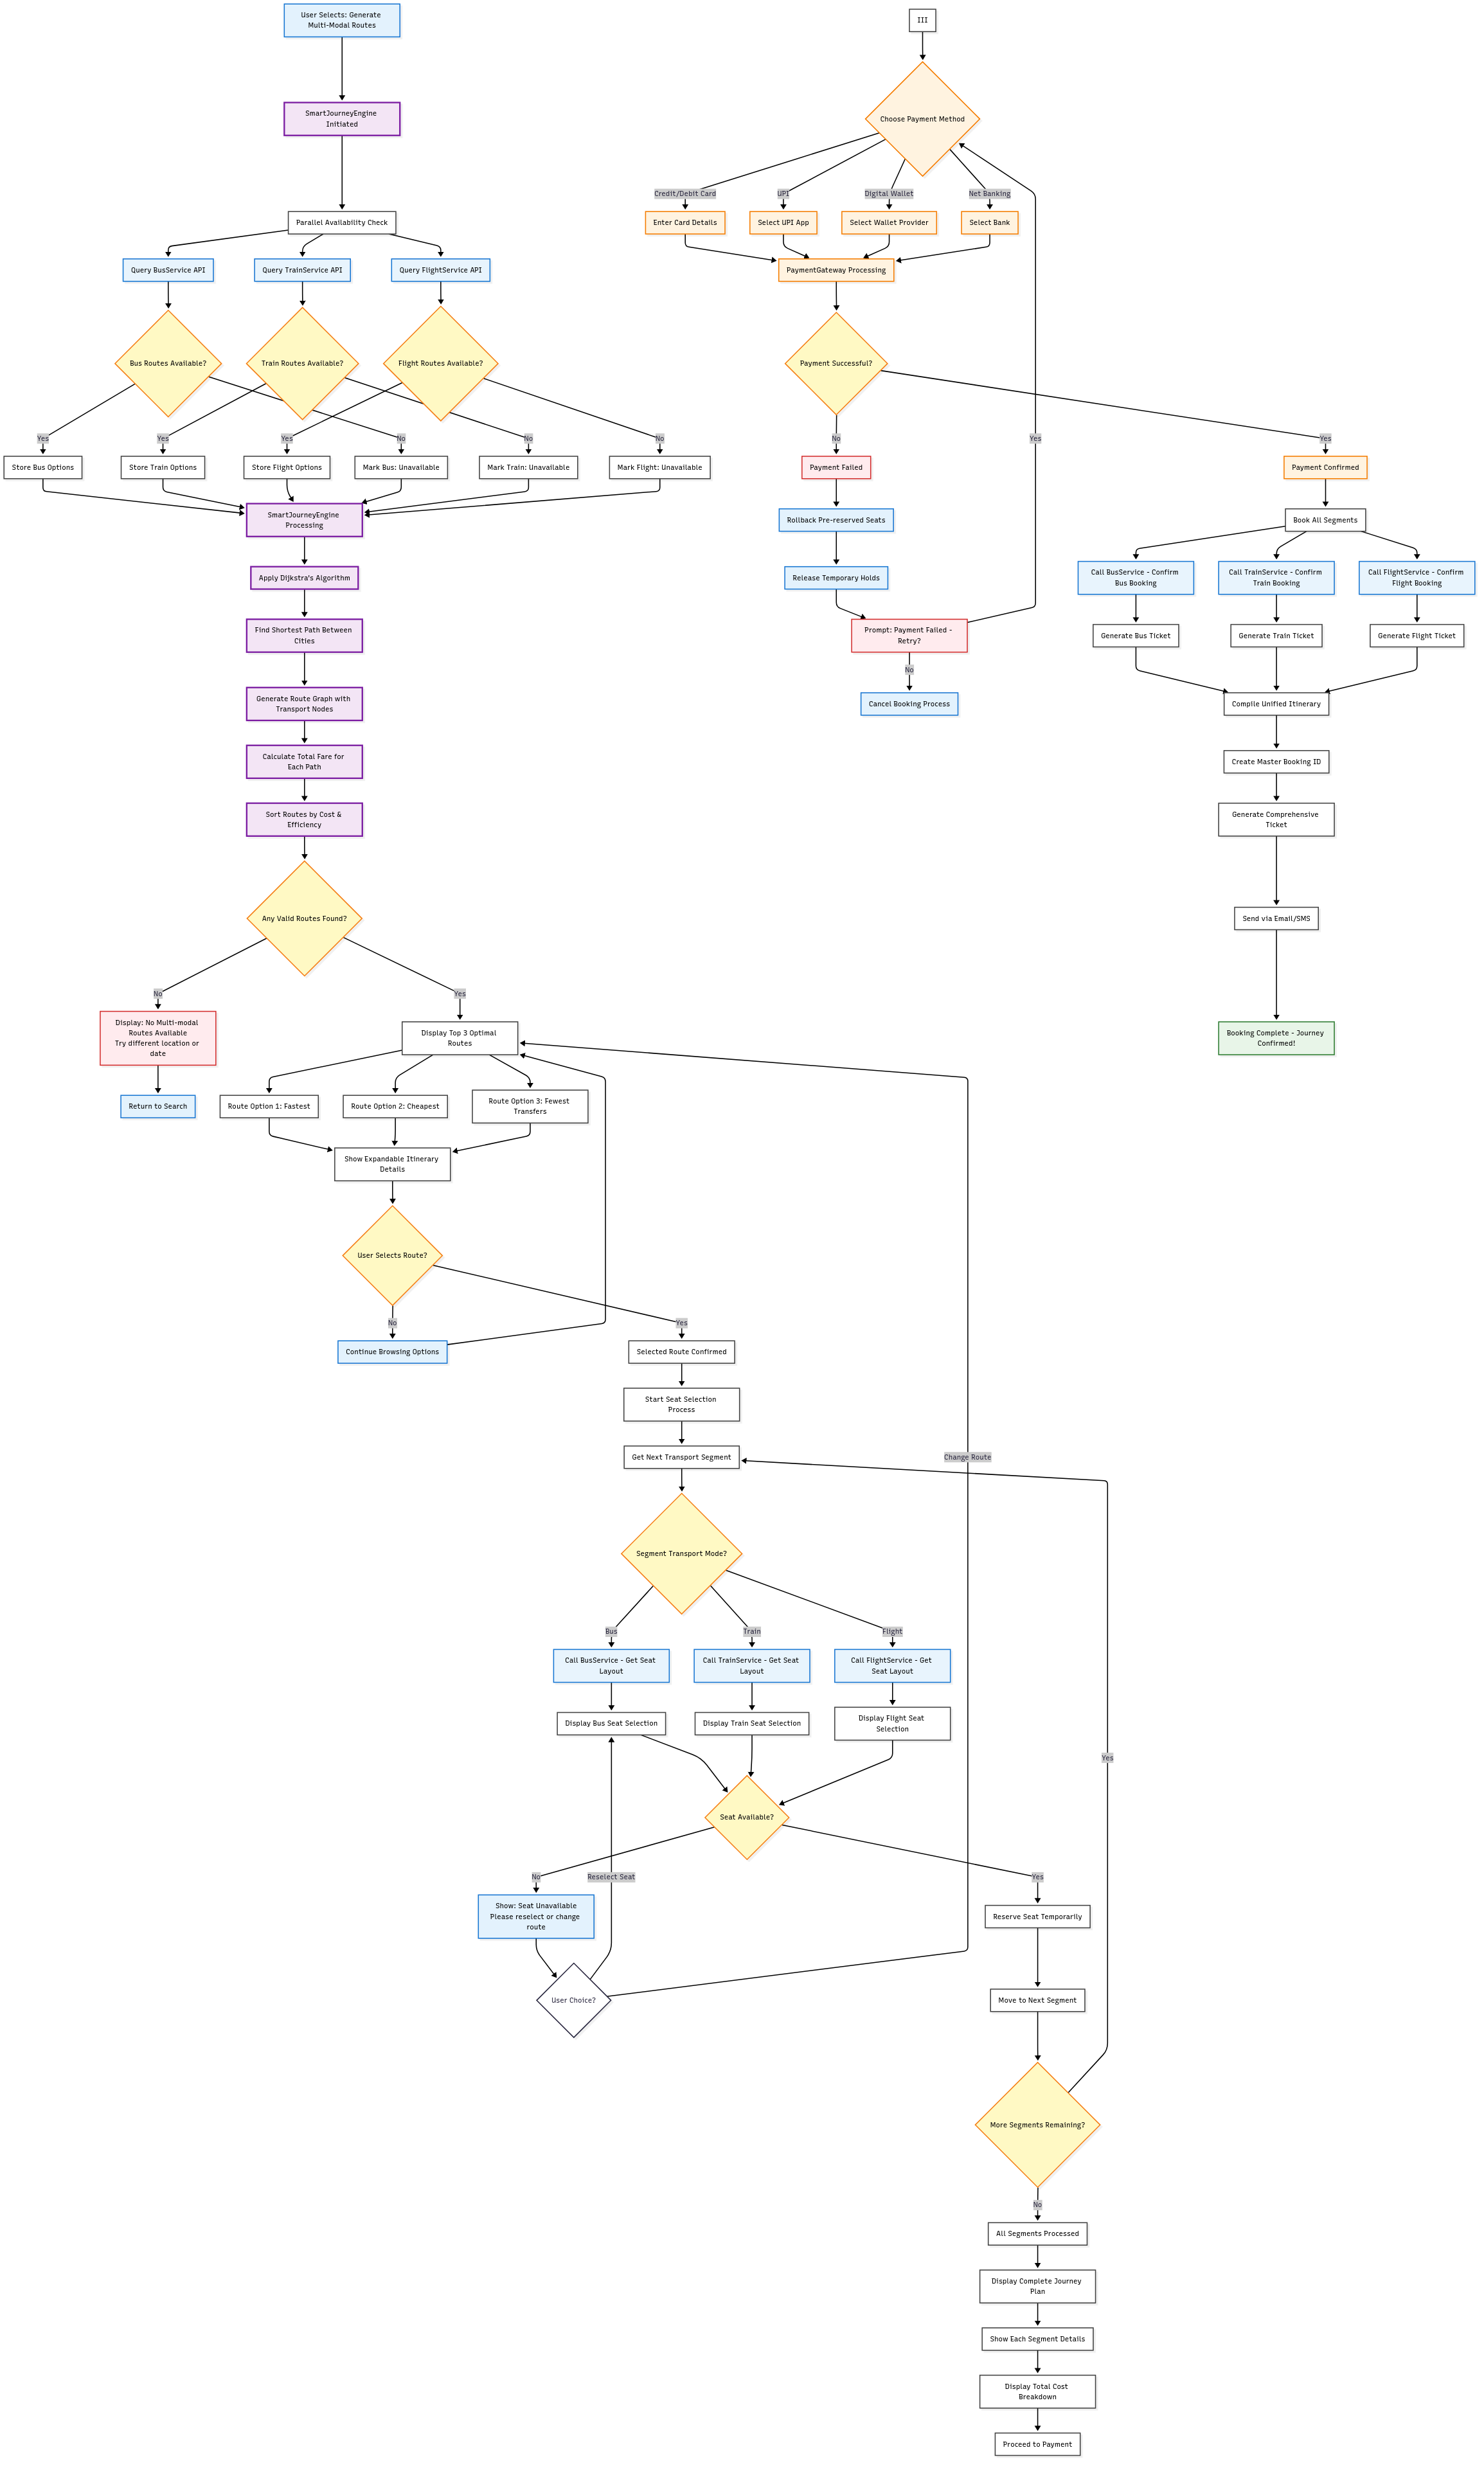 User Selects: Generate
Multi-Modal Routes
SmartJourneyEngine
Initiated
Parallel Availability Check
Query BusService API
Query TrainService API
Query FlightService API
Bus Routes Available?
Train Routes Available?
Flight Routes Available?
Yes
Yes
Yes
No
No
No
Store Bus Options
Store Train Options
Store Flight Options
Mark Bus: Unavailable
Mark Train: Unavailable
Mark Flight: Unavailable
SmartJourneyEngine
Processing
Apply Dijkstra's Algorithm
Find Shortest Path Between
Cities
Generate Route Graph with
Transport Nodes
Calculate Total Fare for
Each Path
Sort Routes by Cost &
Efficiency
Any Valid Routes Found?
No
Yes
Display: No Multi-modal
Routes Available
Try different location or
date
Return to Search
Display Top 3 Optimal
Routes
Route Option 1: Fastest
Route Option 2: Cheapest
Route Option 3: Fewest
Transfers
Show Expandable Itinerary
Details
User Selects Route?
No
Yes
Continue Browsing Options
Selected Route Confirmed
Start Seat Selection
Process
Get Next Transport Segment
Change Route
Segment Transport Mode?
Bus
Train
Flight
Call BusService - Get Seat
Layout
Call TrainService - Get Seat
Layout
Call FlightService - Get
Seat Layout
Display Bus Seat Selection
Display Train Seat Selection
Display Flight Seat
Selection
Yes
Seat Available?
No
Reselect Seat
Yes
Show: Seat Unavailable
Please reselect or change
route
User Choice?
Reserve Seat Temporarily
Move to Next Segment
More Segments Remaining?
No
All Segments Processed
Display Complete Journey
Plan
Show Each Segment Details
Display Total Cost
Breakdown
Proceed to Payment
III
Choose Payment Method
Credit/Debit Card
UPI
Digital Wallet
Net Banking
Enter Card Details
Select UPI App
Select Wallet Provider
Select Bank
PaymentGateway Processing
Payment Successful?
No
Yes
Yes
Payment Failed
Rollback Pre-reserved Seats
Release Temporary Holds
Prompt: Payment Failed -
Retry?
No
Cancel Booking Process
Payment Confirmed
Book All Segments
Call BusService - Confirm
Bus Booking
Call TrainService - Confirm
Train Booking
Call FlightService - Confirm
Flight Booking
Generate Bus Ticket
Generate Train Ticket
Generate Flight Ticket
Compile Unified Itinerary
Create Master Booking ID
Generate Comprehensive
Ticket
Send via Email/SMS
Booking Complete - Journey
Confirmed!